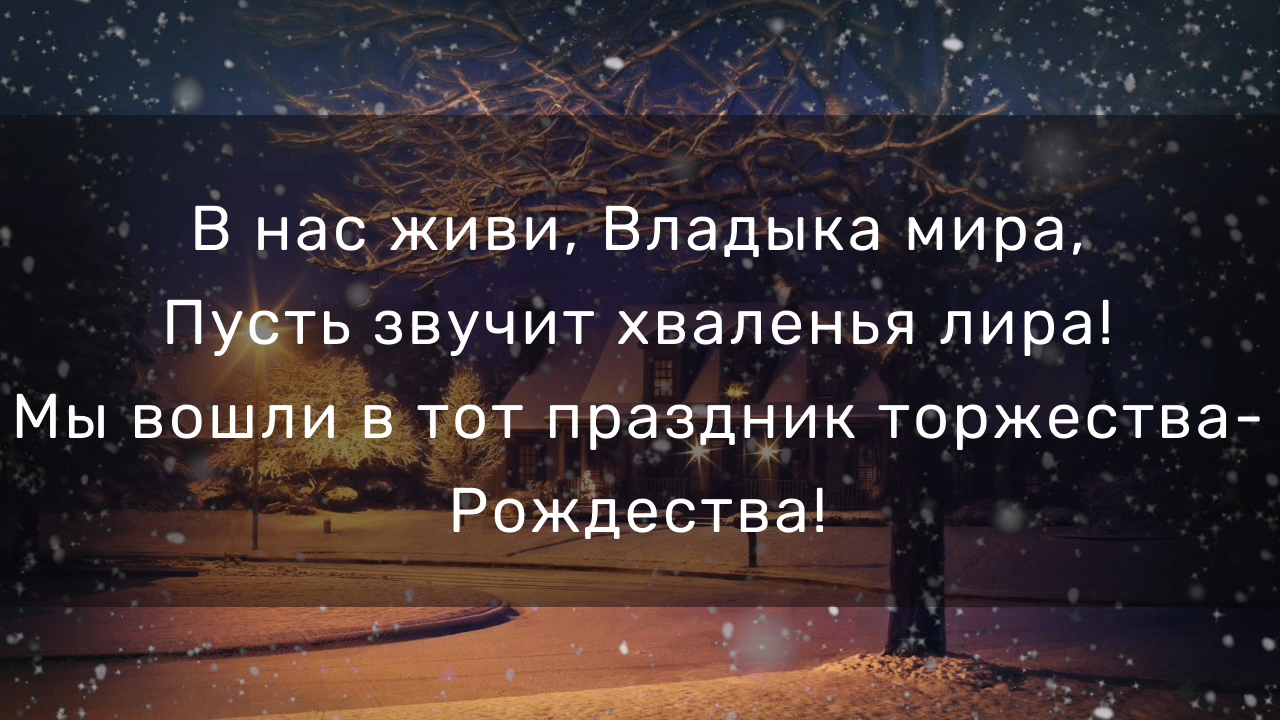 В нас живи, Владыка мира,
Пусть звучит хваленья лира!
Мы вошли в тот праздник торжества-
Рождества!